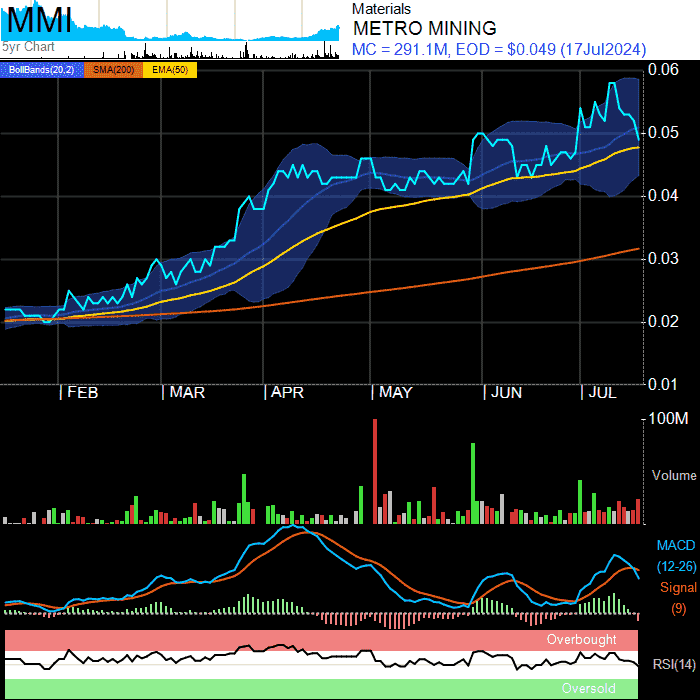 MMI
5yr Chart
Materials
METRO MINING
MC = 291.1M, EOD = $0.049 (17Jul2024)
BollBands(20,2) SMA(200) EMA(50)
0.06
0.05
0.04
0.03
0.02
0.01
FEB MAR APR MAY JUN JUL
100M
Volume
MACD
(12-26)
Signal
(9)
Overbought
RSI(14)
Oversold